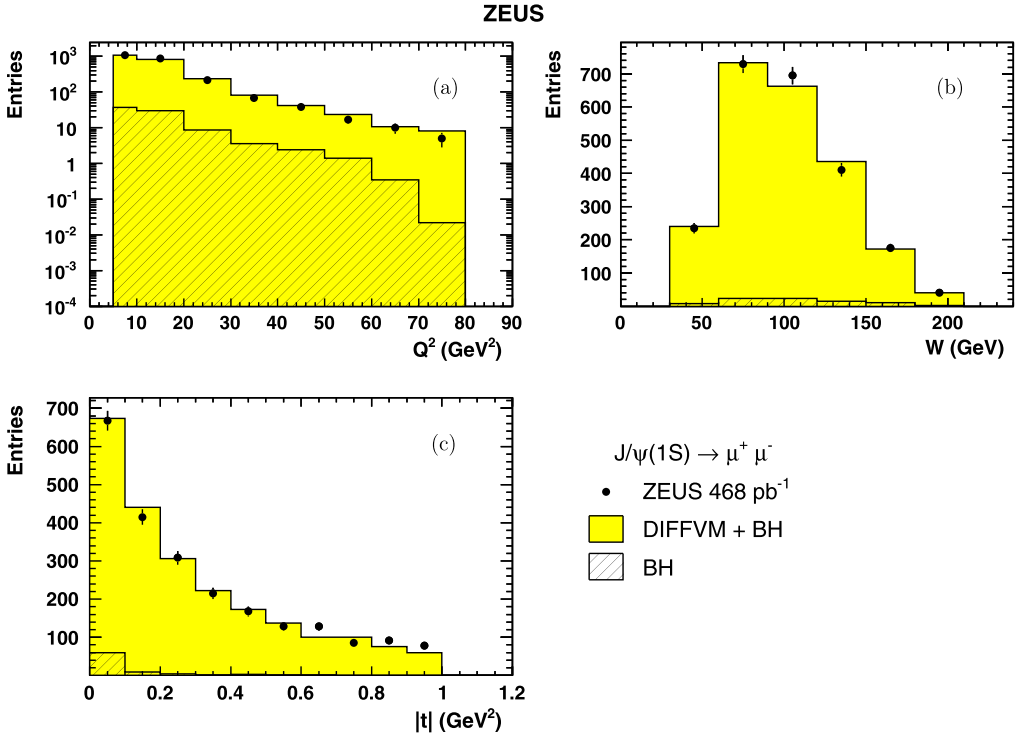 ZEUS
Entries
10³
10²
10
1
10⁻¹
10⁻²
10⁻³
10⁻⁴
(a)
0 10 20 30 40 50 60 70 80 90
Q² (GeV²)
Entries
700
600
500
400
300
200
100
(b)
0 50 100 150 200
W (GeV)
Entries
700
600
500
400
300
200
100
(c)
0 0.2 0.4 0.6 0.8 1 1.2
|t| (GeV²)
J/ψ(1S) → μ⁺ μ⁻
ZEUS 468 pb⁻¹
DIFFVM + BH
BH